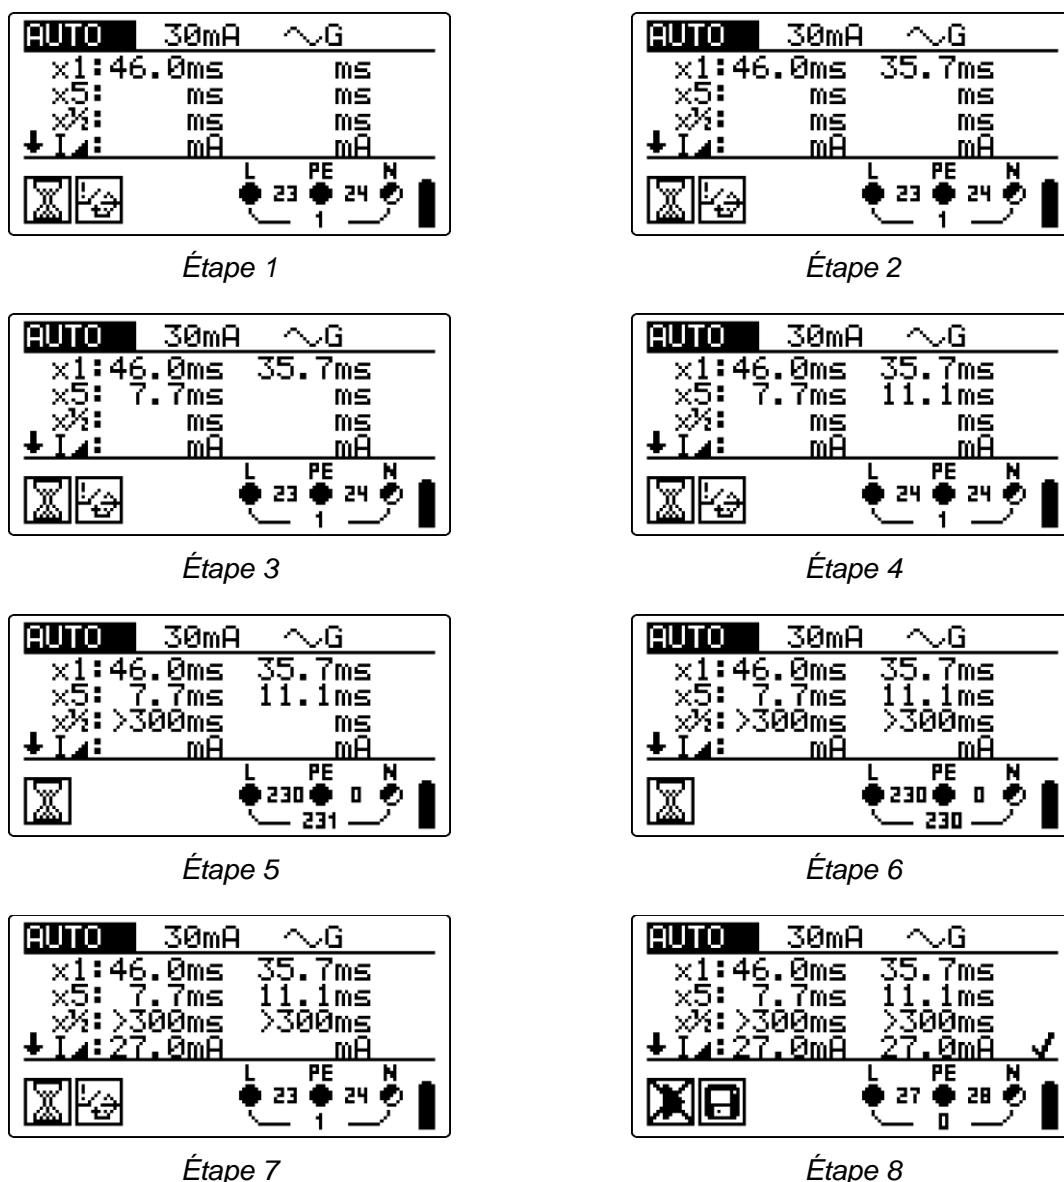 AUTO 30mA G
x1:46.0ms ms
x5: ms ms
x½: ms ms
I: mA mA
L PE N
23 24
1
Étape 1
AUTO 30mA G
x1:46.0ms 35.7ms
x5: ms ms
x½: ms ms
I: mA mA
L PE N
23 24
1
Étape 2
AUTO 30mA G
x1:46.0ms 35.7ms
x5: 7.7ms ms
x½: ms ms
I: mA mA
L PE N
23 24
1
Étape 3
AUTO 30mA G
x1:46.0ms 35.7ms
x5: 7.7ms 11.1ms
x½: ms ms
I: mA mA
L PE N
24 24
1
Étape 4
AUTO 30mA G
x1:46.0ms 35.7ms
x5: 7.7ms 11.1ms
x½:>300ms ms
I: mA mA
L PE N
230 0
231
Étape 5
AUTO 30mA G
x1:46.0ms 35.7ms
x5: 7.7ms 11.1ms
x½:>300ms >300ms
I: mA mA
L PE N
230 0
230
Étape 6
AUTO 30mA G
x1:46.0ms 35.7ms
x5: 7.7ms 11.1ms
x½:>300ms >300ms
I: 27.0mA mA
L PE N
23 24
1
Étape 7
AUTO 30mA G
x1:46.0ms 35.7ms
x5: 7.7ms 11.1ms
x½:>300ms >300ms
I: 27.0mA 27.0mA ✓
L PE N
27 28
0
Étape 8